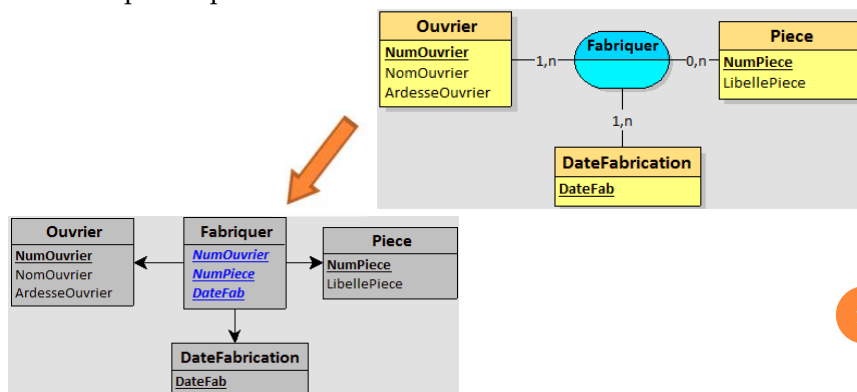 Ouvrier
NumOuvrier
NomOuvrier
ArdesseOuvrier
1,n
Fabriquer
0,n
Piece
NumPiece
LibellePiece
1,n
DateFabrication
DateFab
Ouvrier
NumOuvrier
NomOuvrier
ArdesseOuvrier
Fabriquer
NumOuvrier
NumPiece
DateFab
Piece
NumPiece
LibellePiece
DateFabrication
DateFab